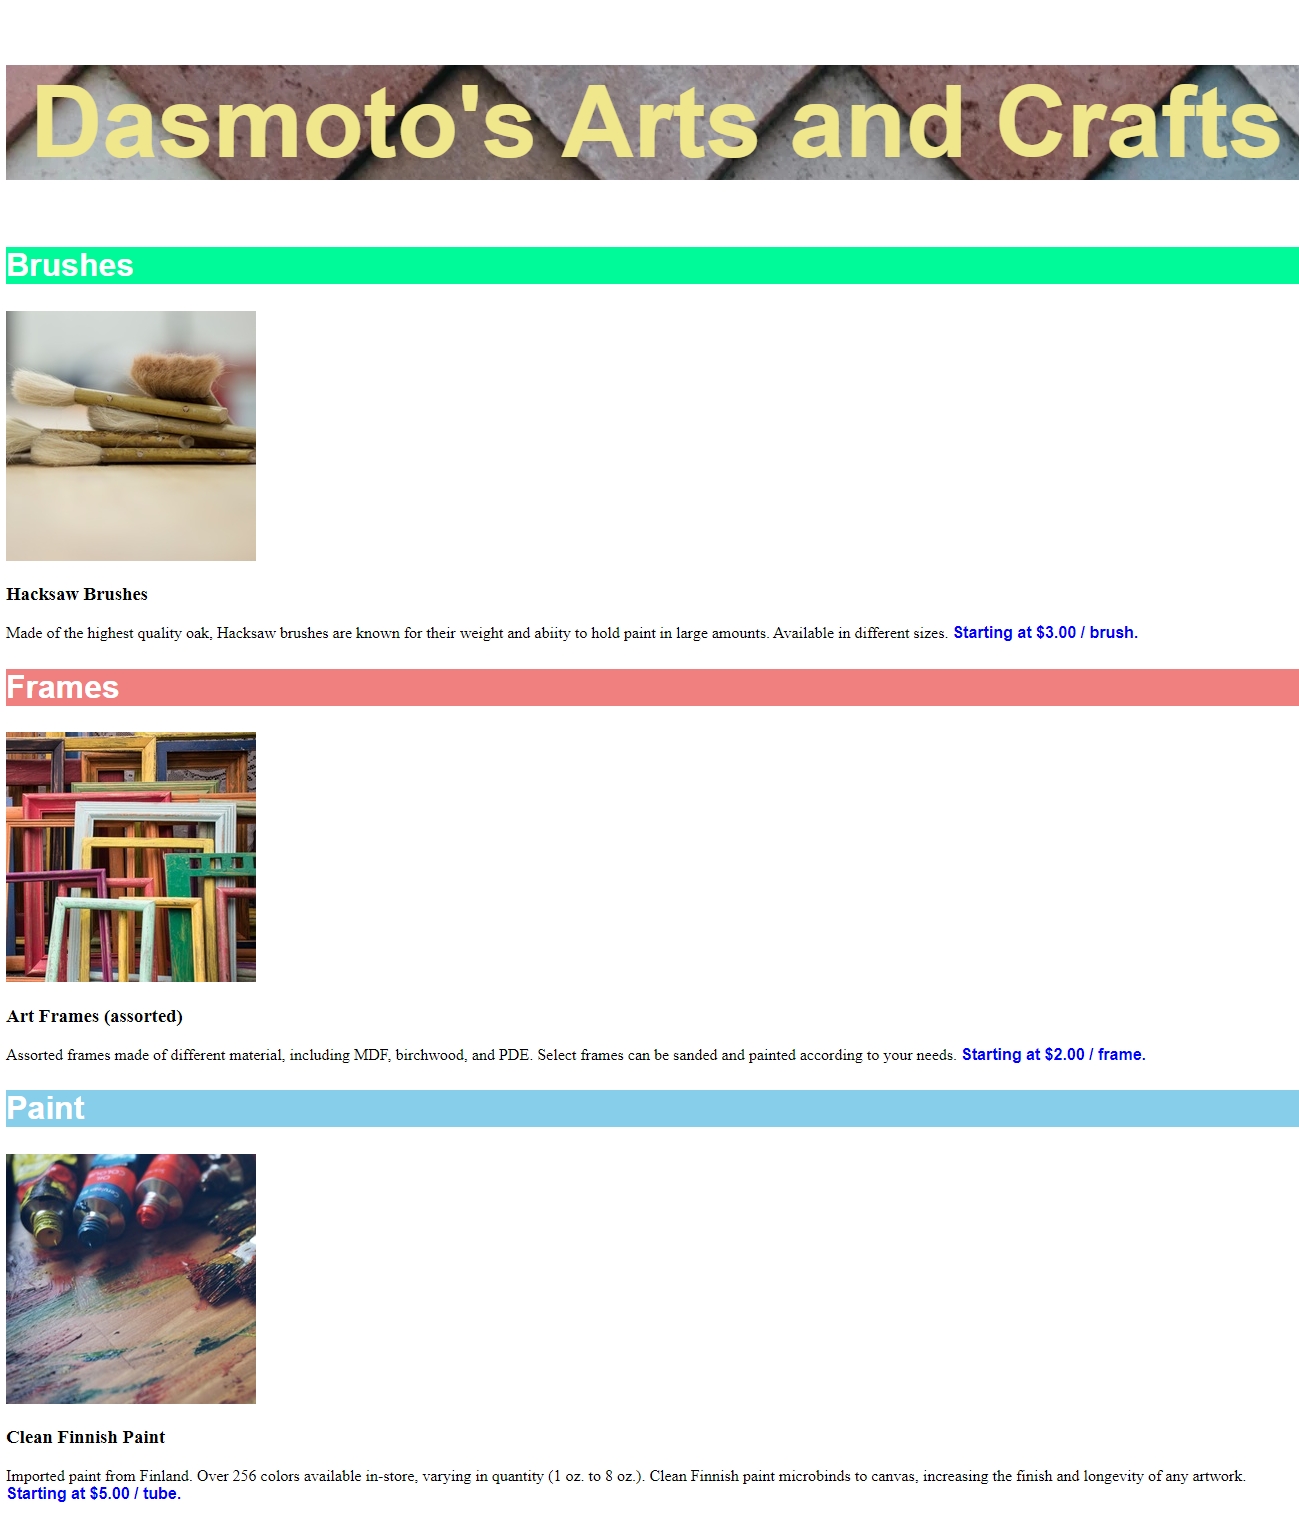 Dasmoto's Arts and Crafts
Brushes
Hacksaw Brushes
Made of the highest quality oak, Hacksaw brushes are known for their weight and abiity to hold paint in large amounts. Available in different sizes. Starting at $3.00 / brush.
Frames
Art Frames (assorted)
Assorted frames made of different material, including MDF, birchwood, and PDE. Select frames can be sanded and painted according to your needs. Starting at $2.00 / frame.
Paint
Clean Finnish Paint
Imported paint from Finland. Over 256 colors available in-store, varying in quantity (1 oz. to 8 oz.). Clean Finnish paint microbinds to canvas, increasing the finish and longevity of any artwork.
Starting at $5.00 / tube.